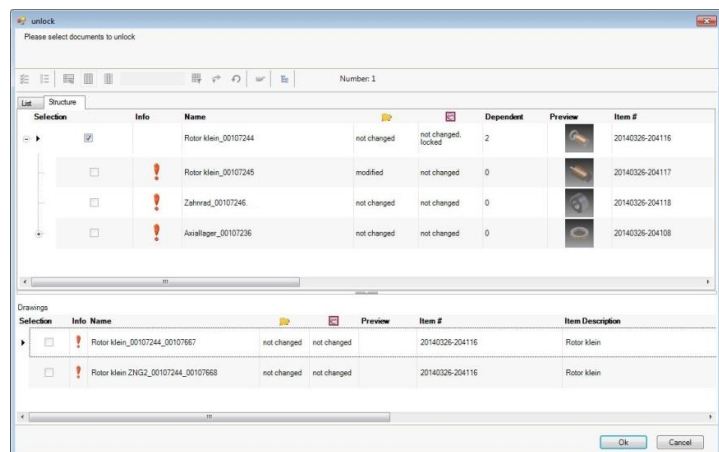 unlock
Please select documents to unlock
Number: 1
List Structure
Selection Info Name Dependent Preview Item #
Rotor klein_00107244 not changed not changed, locked 2 20140326-204116
Rotor klein_00107245 modified not changed 0 20140326-204117
Zahnrad_00107246. not changed not changed 0 20140326-204118
Axiallager_00107236 not changed not changed 0 20140326-204108
Drawings
Selection Info Name Preview Item # Item Description
Rotor klein_00107244_00107667 not changed not changed 20140326-204116 Rotor klein
Rotor klein ZNG2_00107244_00107668 not changed not changed 20140326-204116 Rotor klein
Ok Cancel